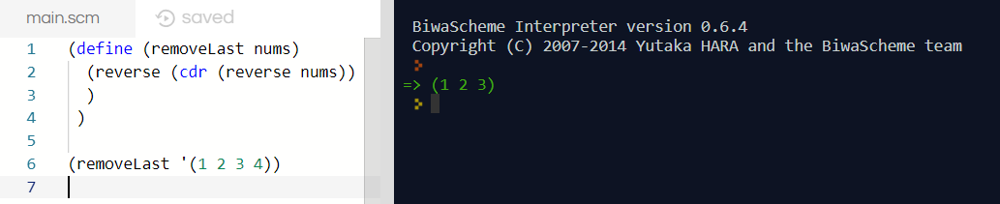 main.scm saved
1 (define (removeLast nums)
2 (reverse (cdr (reverse nums))
3 )
4 )
5
6 (removeLast '(1 2 3 4))
7
BiwaScheme Interpreter version 0.6.4
Copyright (C) 2007-2014 Yutaka HARA and the BiwaScheme team
=> (1 2 3)